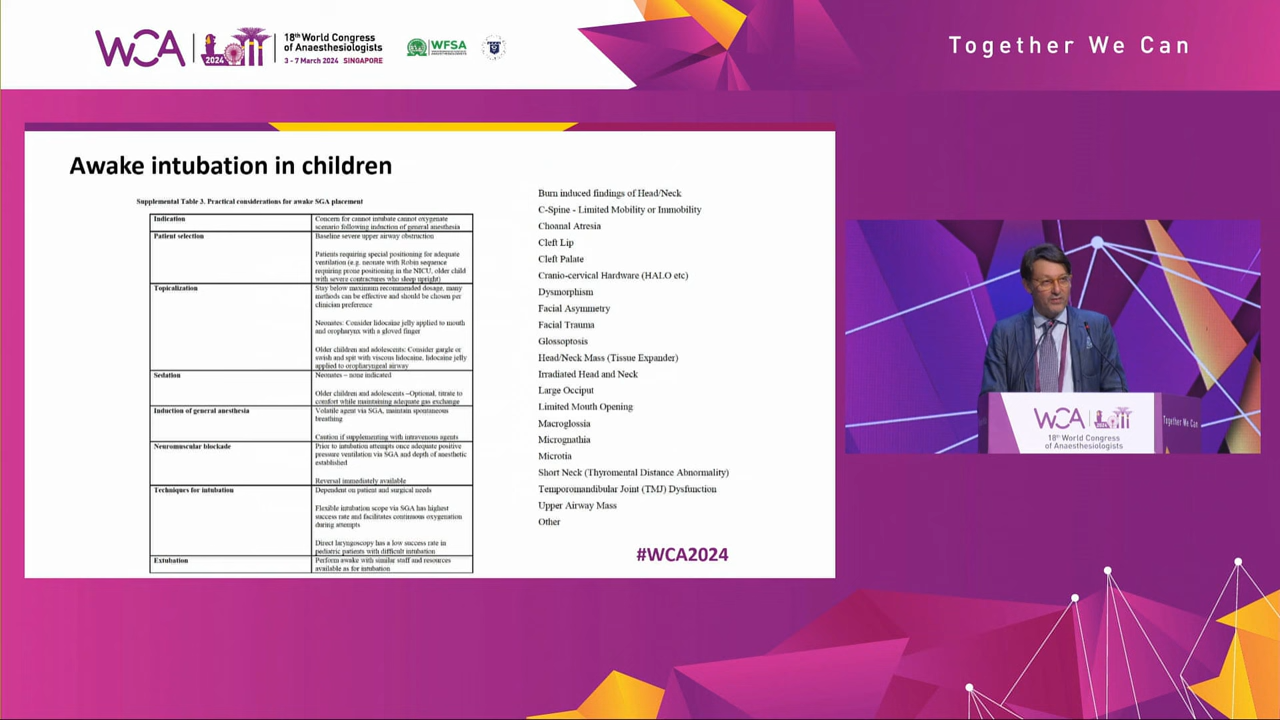 WCA
2024
18th World Congress
of Anaesthesiologists
3 - 7 March 2024 SINGAPORE
WFSA
Together We Can
Awake intubation in children
Supplemental Table 3. Practical considerations for awake SGA placement
Indication
Concern for cannot intubate cannot oxygenate
scenario following induction of general anesthesia
Patient selection
Baseline severe upper airway obstruction
Patients requiring special positioning for adequate
ventilation (e.g. neonate with Robin sequence
requiring prone positioning in the NICU, older child
with severe contractures who sleep upright)
Topicalization
Stay below maximum recommended dosage, many
methods can be effective and should be chosen per
clinician preference
Neonates: Consider lidocaine jelly applied to mouth
and oropharynx with a gloved finger
Older children and adolescents: Consider gargle or
swish and spit with viscous lidocaine, lidocaine jelly
applied to oropharyngeal airway
Sedation
Neonates – none indicated
Older children and adolescents –Optional, titrate to
comfort while maintaining adequate gas exchange
Induction of general anesthesia
Volatile agent via SGA, maintain spontaneous
breathing
Caution if supplementing with intravenous agents
Neuromuscular blockade
Prior to intubation attempts once adequate positive
pressure ventilation via SGA and depth of anesthetic
established
Reversal immediately available
Techniques for intubation
Dependent on patient and surgical needs
Flexible intubation scope via SGA has highest
success rate and facilitates continuous oxygenation
during attempts
Direct laryngoscopy has a low success rate in
pediatric patients with difficult intubation
Extubation
Perform awake with similar staff and resources
available as for intubation
Burn induced findings of Head/Neck
C-Spine - Limited Mobility or Immobility
Choanal Atresia
Cleft Lip
Cleft Palate
Cranio-cervical Hardware (HALO etc)
Dysmorphism
Facial Asymmetry
Facial Trauma
Glossoptosis
Head/Neck Mass (Tissue Expander)
Irradiated Head and Neck
Large Occiput
Limited Mouth Opening
Macroglossia
Micrognathia
Microtia
Short Neck (Thyromental Distance Abnormality)
Temporomandibular Joint (TMJ) Dysfunction
Upper Airway Mass
Other
#WCA2024
WCA
18th World Congress
of Anaesthesiologists
Together We Can